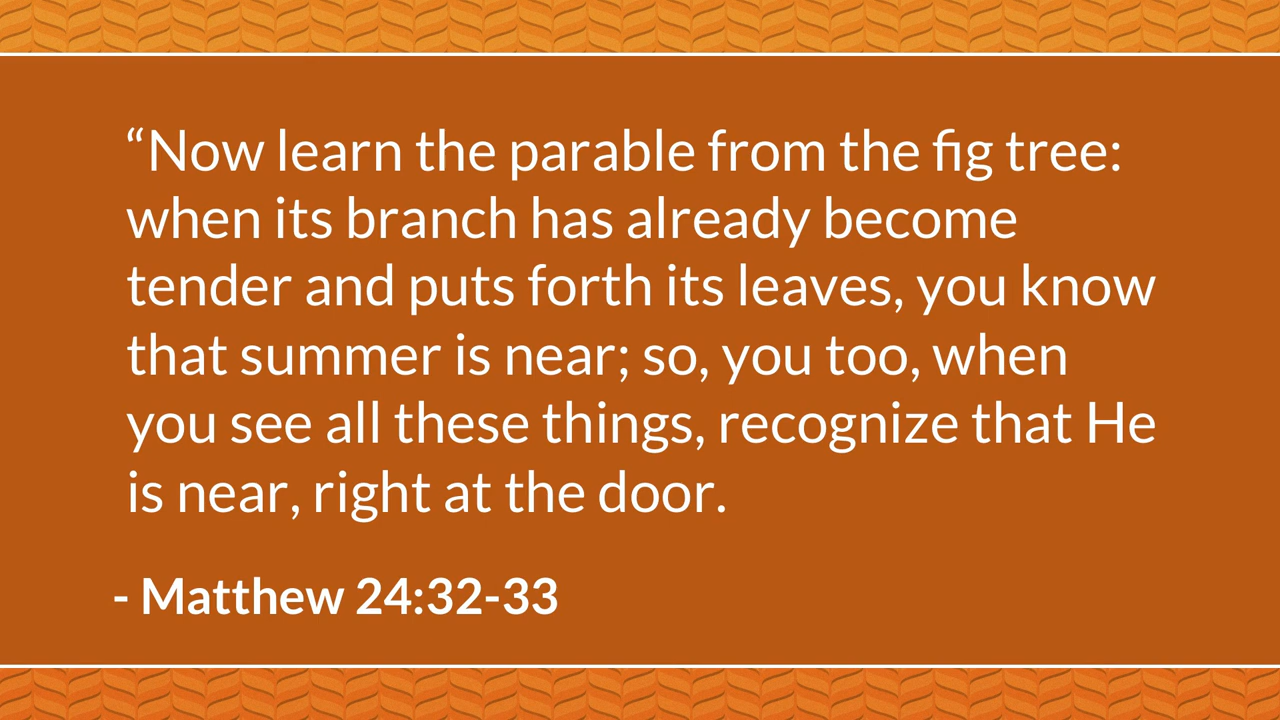 “Now learn the parable from the fig tree:
when its branch has already become
tender and puts forth its leaves, you know
that summer is near; so, you too, when
you see all these things, recognize that He
is near, right at the door.
- Matthew 24:32-33